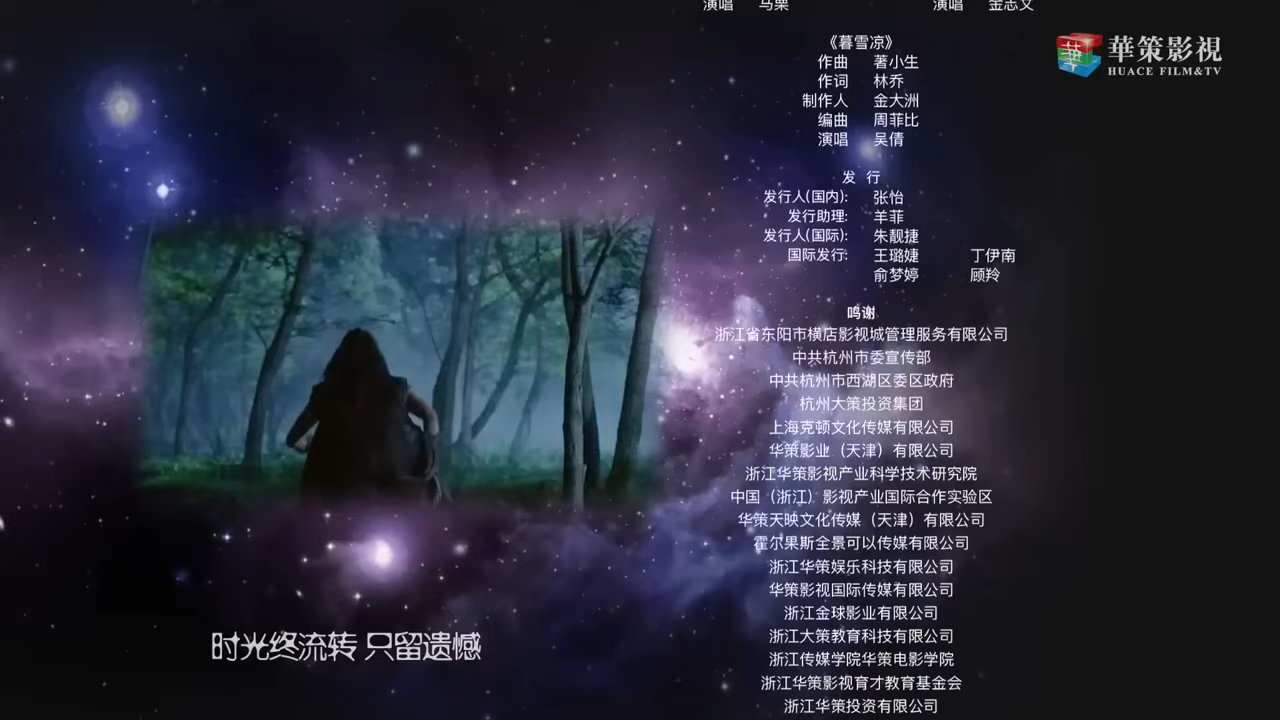 演唱 马栗 演唱 金志文
《暮雪凉》
作曲 著小生
作词 林乔
制作人 金大洲
编曲 周菲比
演唱 吴倩
華策影視
HUACE FILM&TV
发 行
发行人(国内): 张怡
发行助理: 羊菲
发行人(国际): 朱靓捷
国际发行: 王璐婕 丁伊南
俞梦婷 顾羚
鸣谢
浙江省东阳市横店影视城管理服务有限公司
中共杭州市委宣传部
中共杭州市西湖区委区政府
杭州大策投资集团
上海克顿文化传媒有限公司
华策影业（天津）有限公司
浙江华策影视产业科学技术研究院
中国（浙江）影视产业国际合作实验区
华策天映文化传媒（天津）有限公司
霍尔果斯全景可以传媒有限公司
浙江华策娱乐科技有限公司
华策影视国际传媒有限公司
浙江金球影业有限公司
浙江大策教育科技有限公司
浙江传媒学院华策电影学院
浙江华策影视育才教育基金会
浙江华策投资有限公司
时光终流转 只留遗憾